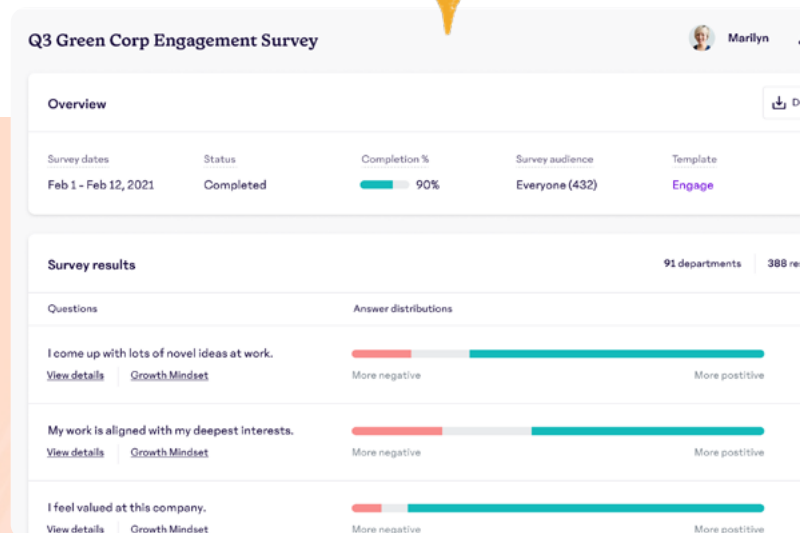 Q3 Green Corp Engagement Survey
Marilyn
Overview
Survey dates Status Completion % Survey audience Template
Feb 1 - Feb 12, 2021 Completed 90% Everyone (432) Engage
Survey results 91 departments 388
Questions Answer distributions
I come up with lots of novel ideas at work.
View details Growth Mindset More negative More postitive
My work is aligned with my deepest interests.
View details Growth Mindset More negative More postitive
I feel valued at this company.
View details Growth Mindset More negative More postitive